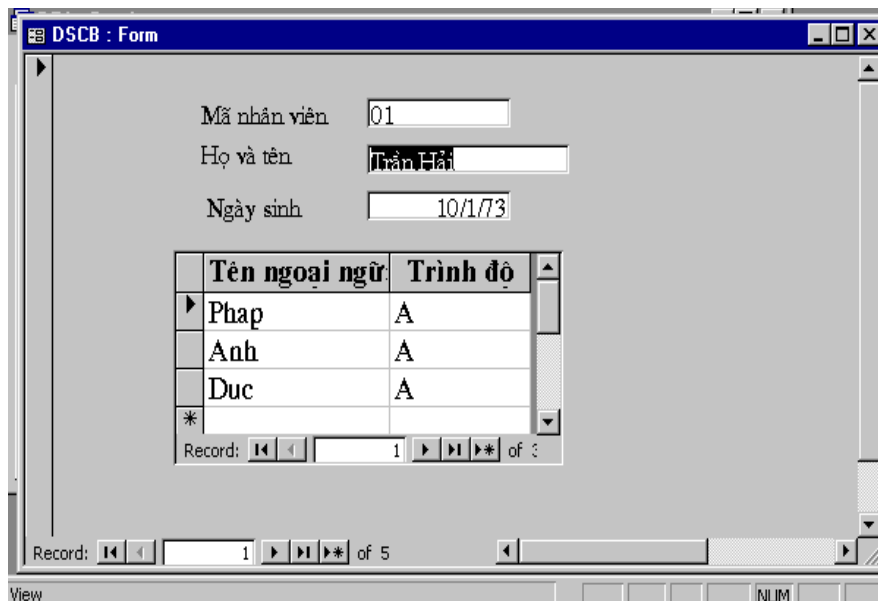 DSCB : Form
Mã nhân viên 01
Họ và tên Trần Hải
Ngày sinh 10/1/73
Tên ngoại ngữ Trình độ
Phap A
Anh A
Duc A
Record: 1 of 3
Record: 1 of 5
View NUM